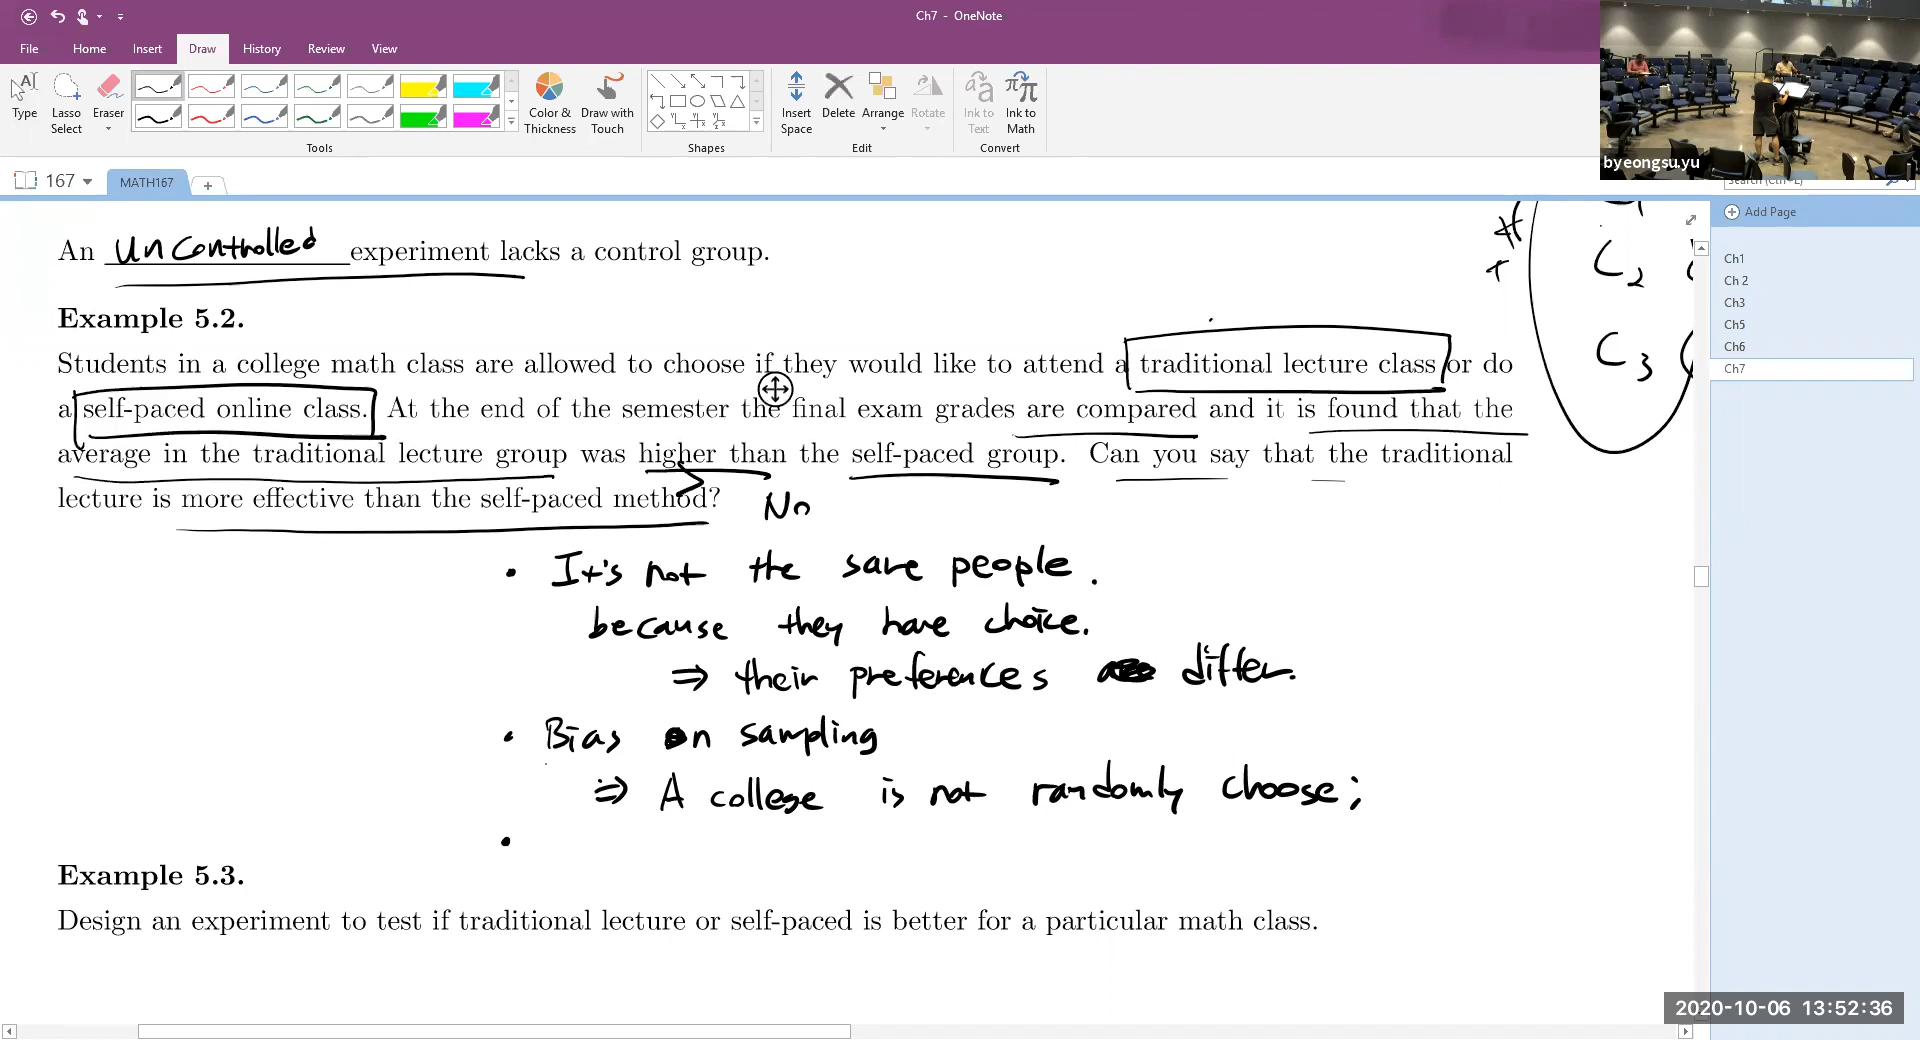 Ch7 - OneNote
File Home Insert Draw History Review View
Type
Lasso Select
Eraser
Color & Thickness
Draw with Touch
Insert Space
Delete
Arrange
Rotate
Ink to Text
Ink to Math
Tools Shapes Edit Convert
byeongsu.yu
167 MATH167
Search (Ctrl+E)
Add Page
Ch1
Ch 2
Ch3
Ch5
Ch6
Ch7
An uncontrolled experiment lacks a control group.
C2
C3
Example 5.2.
Students in a college math class are allowed to choose if they would like to attend a traditional lecture class or do
a self-paced online class. At the end of the semester the final exam grades are compared and it is found that the
average in the traditional lecture group was higher than the self-paced group. Can you say that the traditional
lecture is more effective than the self-paced method?
>
No
• It's not the same people.
because they have choice.
⇒ their preferences differ.
• Bias on sampling
⇒ A college is not randomly choose;
•
Example 5.3.
Design an experiment to test if traditional lecture or self-paced is better for a particular math class.
2020-10-06 13:52:36